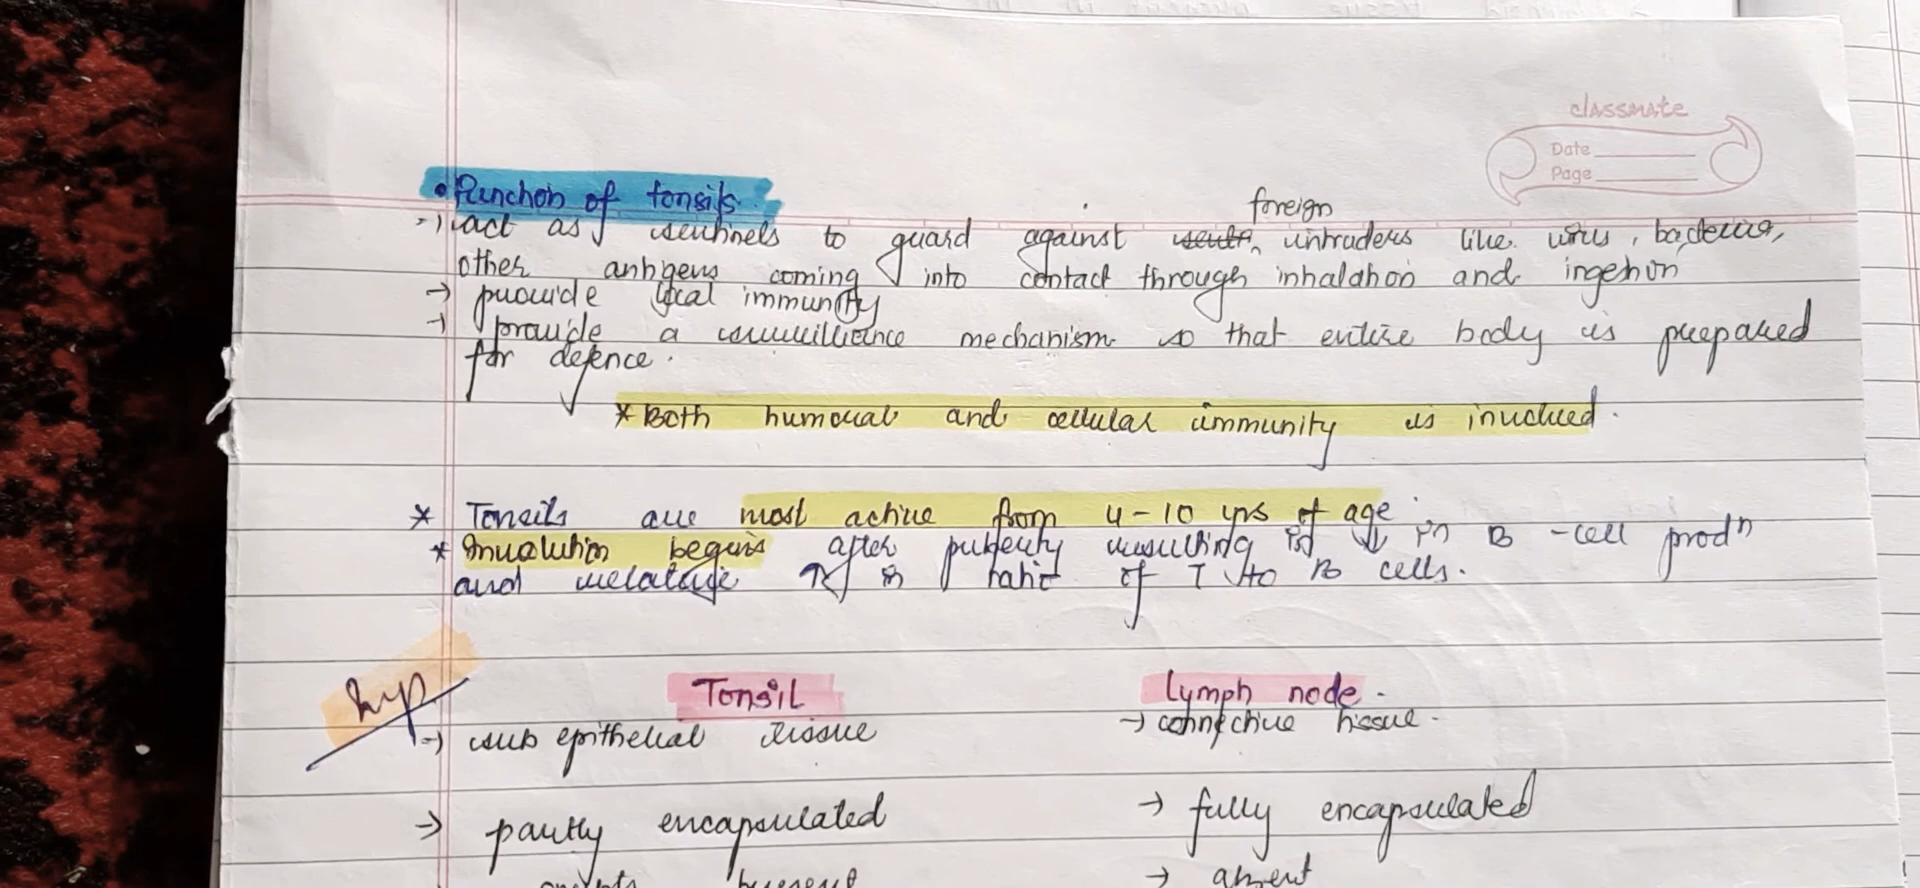 classmate
Date
Page
• Function of tonsils.
foreign
→ act as sentinels to guard against intruders like virus, bacteria,
other antigens coming into contact through inhalation and ingestion
→ provide local immunity
→ provide a surveilliance mechanism so that entire body is prepared
for defence.
* Both humoral and cellular immunity is involved.
* Tonsils are most active from 4-10 yrs of age.
* Involution begins after puberty resulting in ↓ in B-cell prodⁿ
and relative ↑ in ratio of T to B cells.
Imp
Tonsil Lymph node.
→ sub epithelial tissue → connective tissue.
→ partly encapsulated → fully encapsulated
crypts present → absent